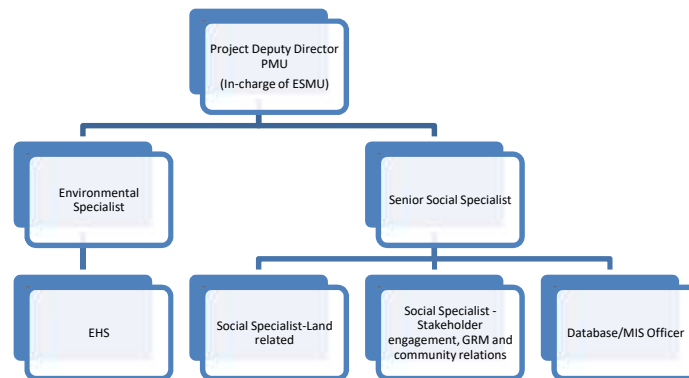 Project Deputy Director
PMU
(In-charge of ESMU)
Environmental
Specialist
Senior Social Specialist
EHS
Social Specialist-Land
related
Social Specialist -
Stakeholder
engagement, GRM and
community relations
Database/MIS Officer